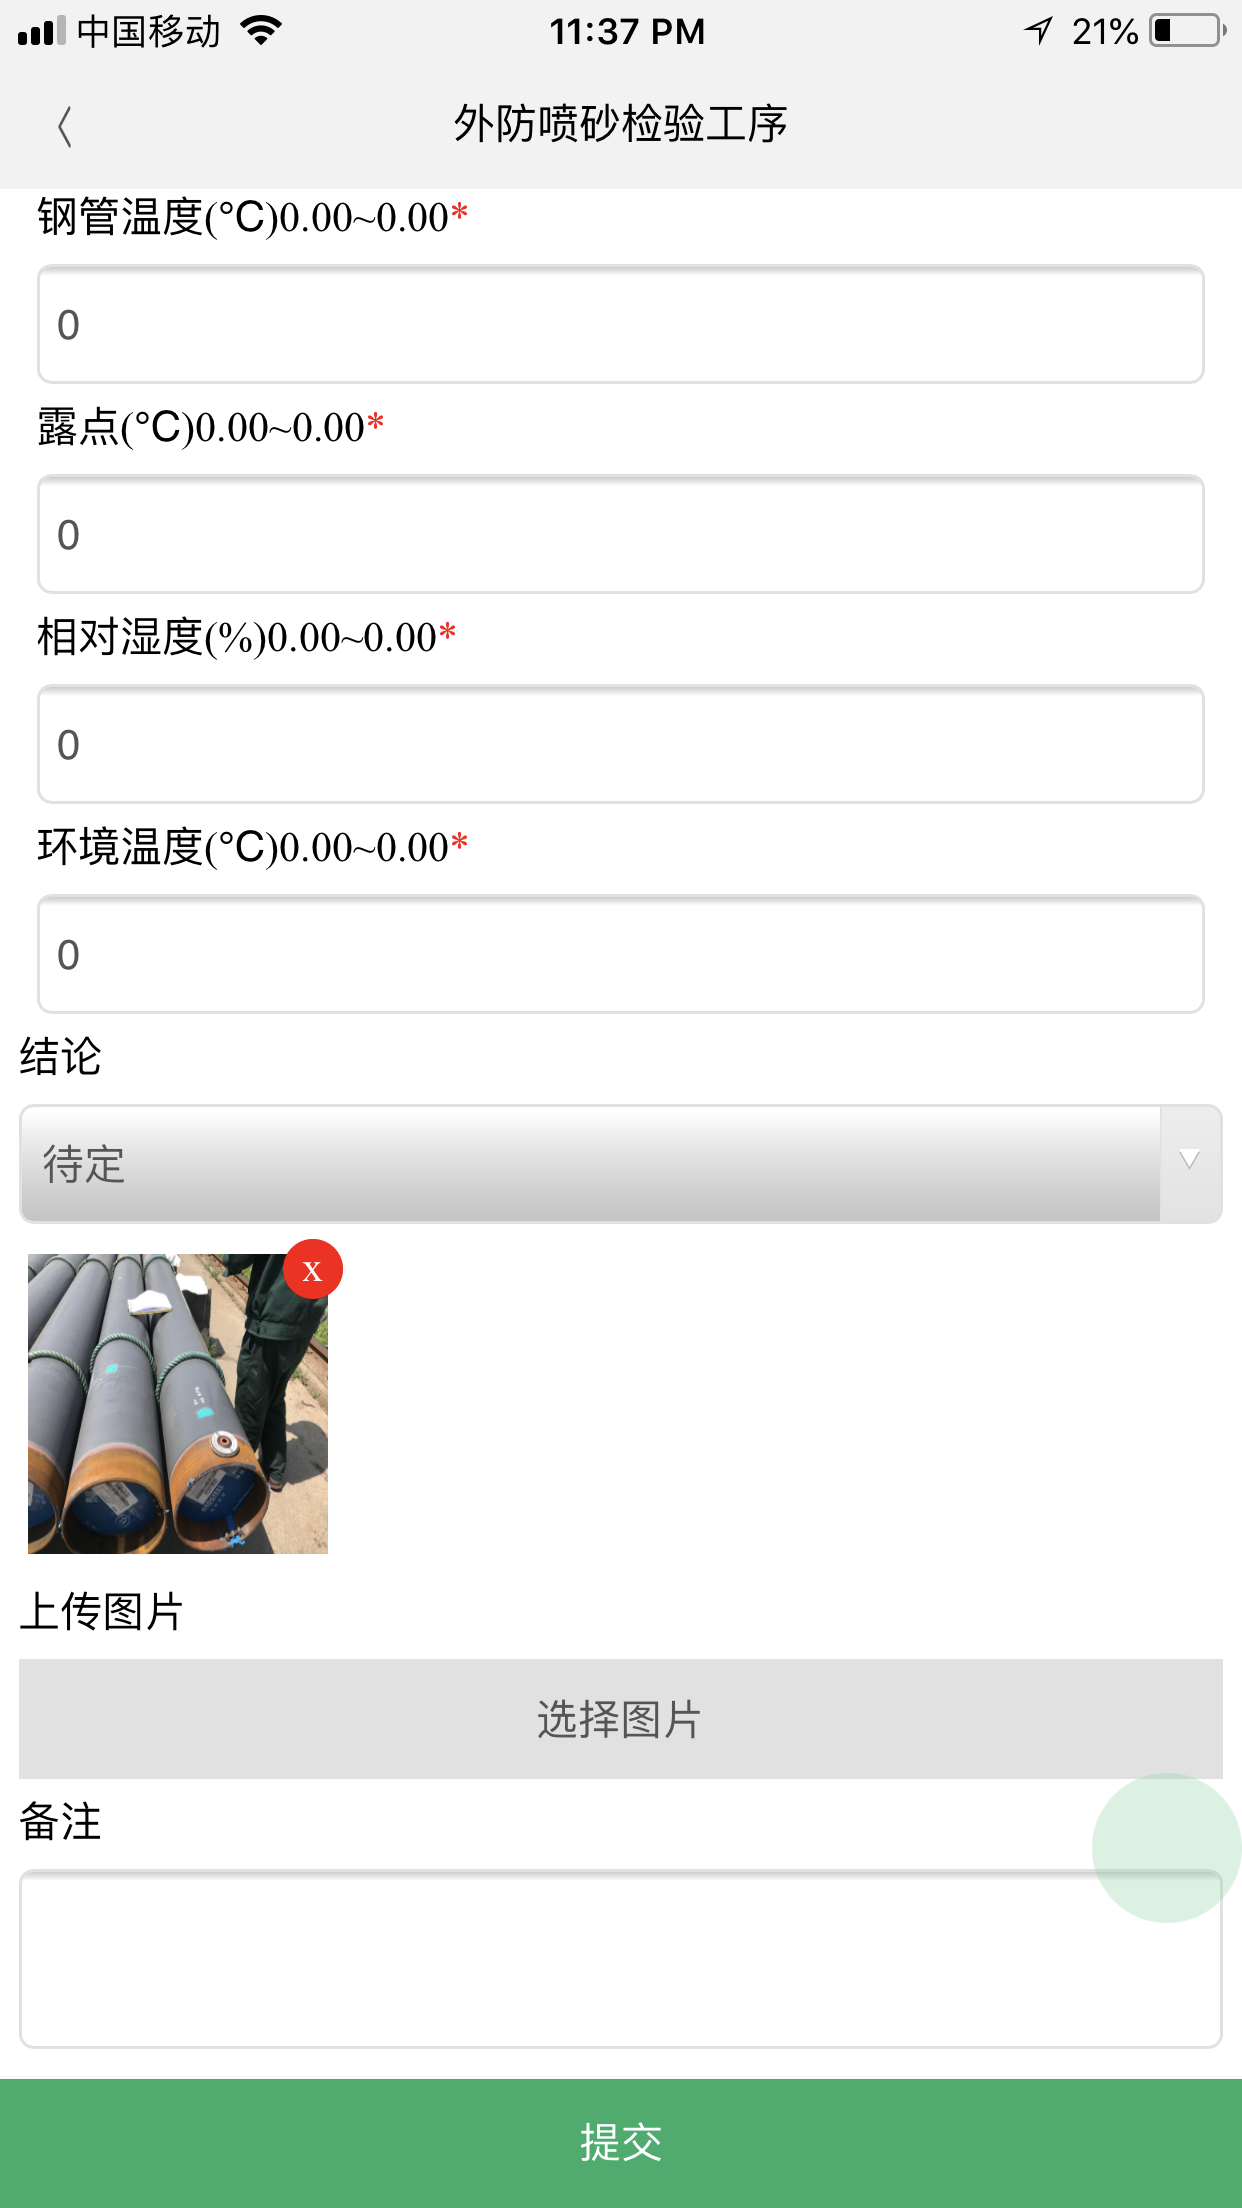 中国移动 11:37 PM 21%
外防喷砂检验工序
钢管温度(℃)0.00~0.00*
0
露点(℃)0.00~0.00*
0
相对湿度(%)0.00~0.00*
0
环境温度(℃)0.00~0.00*
0
结论
待定
x
上传图片
选择图片
备注
提交